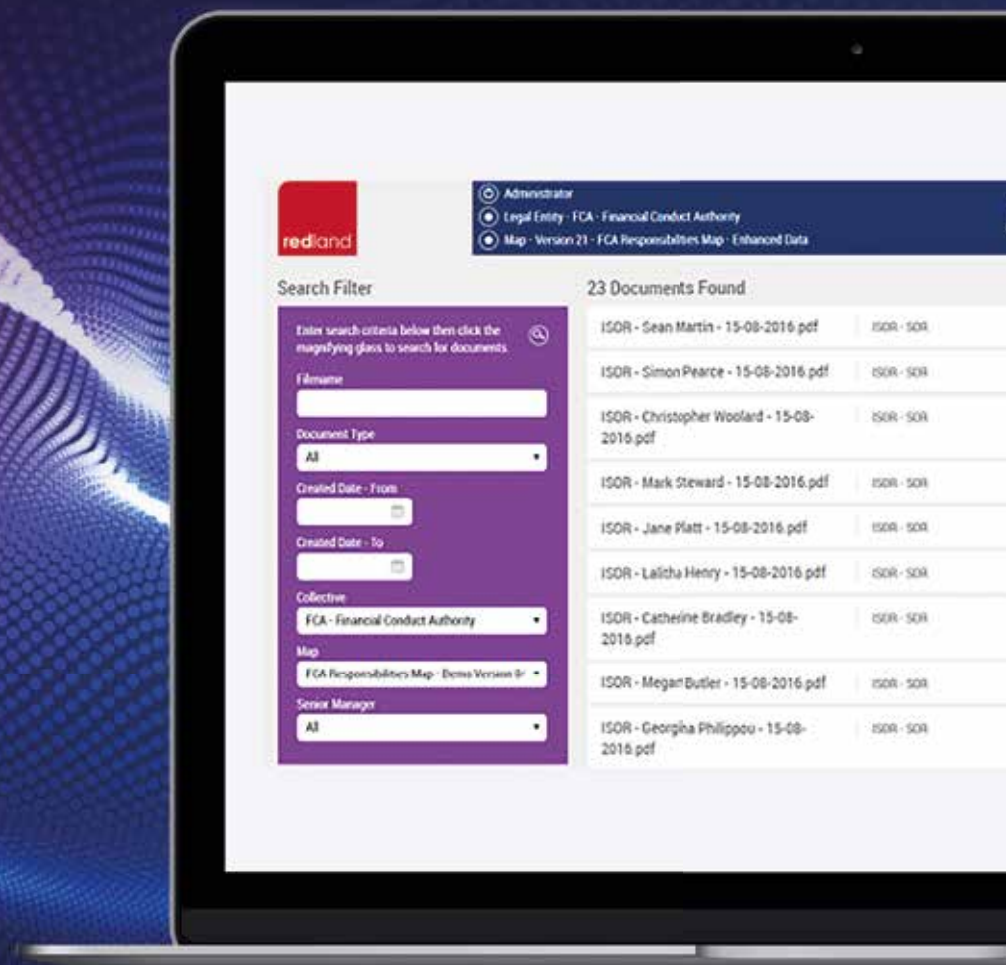 redland
Administrator
Legal Entity - FCA - Financial Conduct Authority
Map - Version 21 - FCA Responsibilities Map - Enhanced Data
Search Filter
Enter search criteria below then click the
magnifying glass to search for documents.
Filename
Document Type
All
Created Date - From
Created Date - To
Collective
FCA - Financial Conduct Authority
Map
FCA Responsibilities Map - Demo Version
Senior Manager
All
23 Documents Found
ISOR - Sean Martin - 15-08-2016.pdf ISOR - SOR
ISOR - Simon Pearce - 15-08-2016.pdf ISOR - SOR
ISOR - Christopher Woolard - 15-08- ISOR - SOR
2016.pdf
ISOR - Mark Steward - 15-08-2016.pdf ISOR - SOR
ISOR - Jane Platt - 15-08-2016.pdf ISOR - SOR
ISOR - Lalitha Henry - 15-08-2016.pdf ISOR - SOR
ISOR - Catherine Bradley - 15-08- ISOR - SOR
2016.pdf
ISOR - Megan Butler - 15-08-2016.pdf ISOR - SOR
ISOR - Georgina Philippou - 15-08- ISOR - SOR
2016.pdf